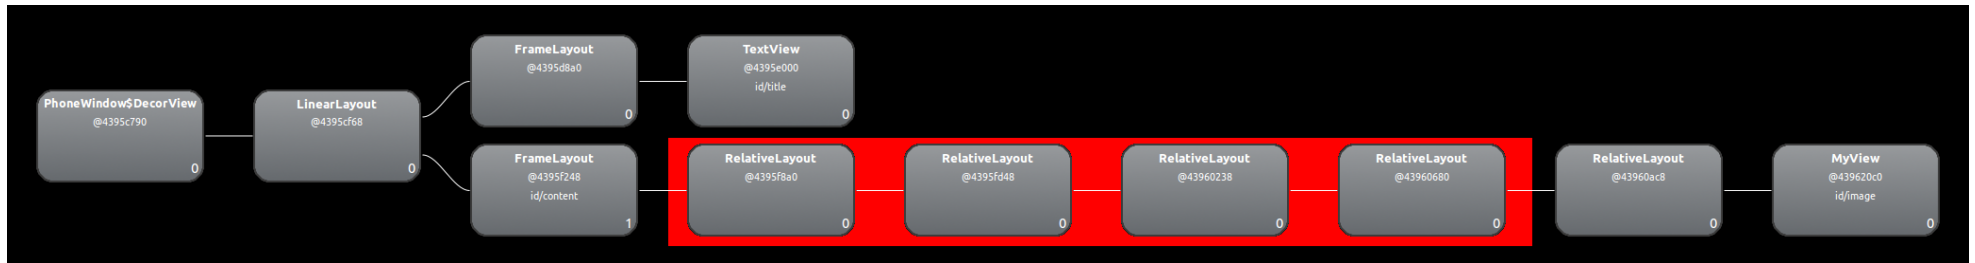 FrameLayout
@4395d8a0
0
TextView
@4395e000
id/title
0
PhoneWindow$DecorView
@4395c790
0
LinearLayout
@4395cf68
0
FrameLayout
@4395f248
id/content
1
RelativeLayout
@4395f8a0
0
RelativeLayout
@4395fd48
0
RelativeLayout
@43960238
0
RelativeLayout
@43960680
0
RelativeLayout
@43960ac8
0
MyView
@439620c0
id/image
0